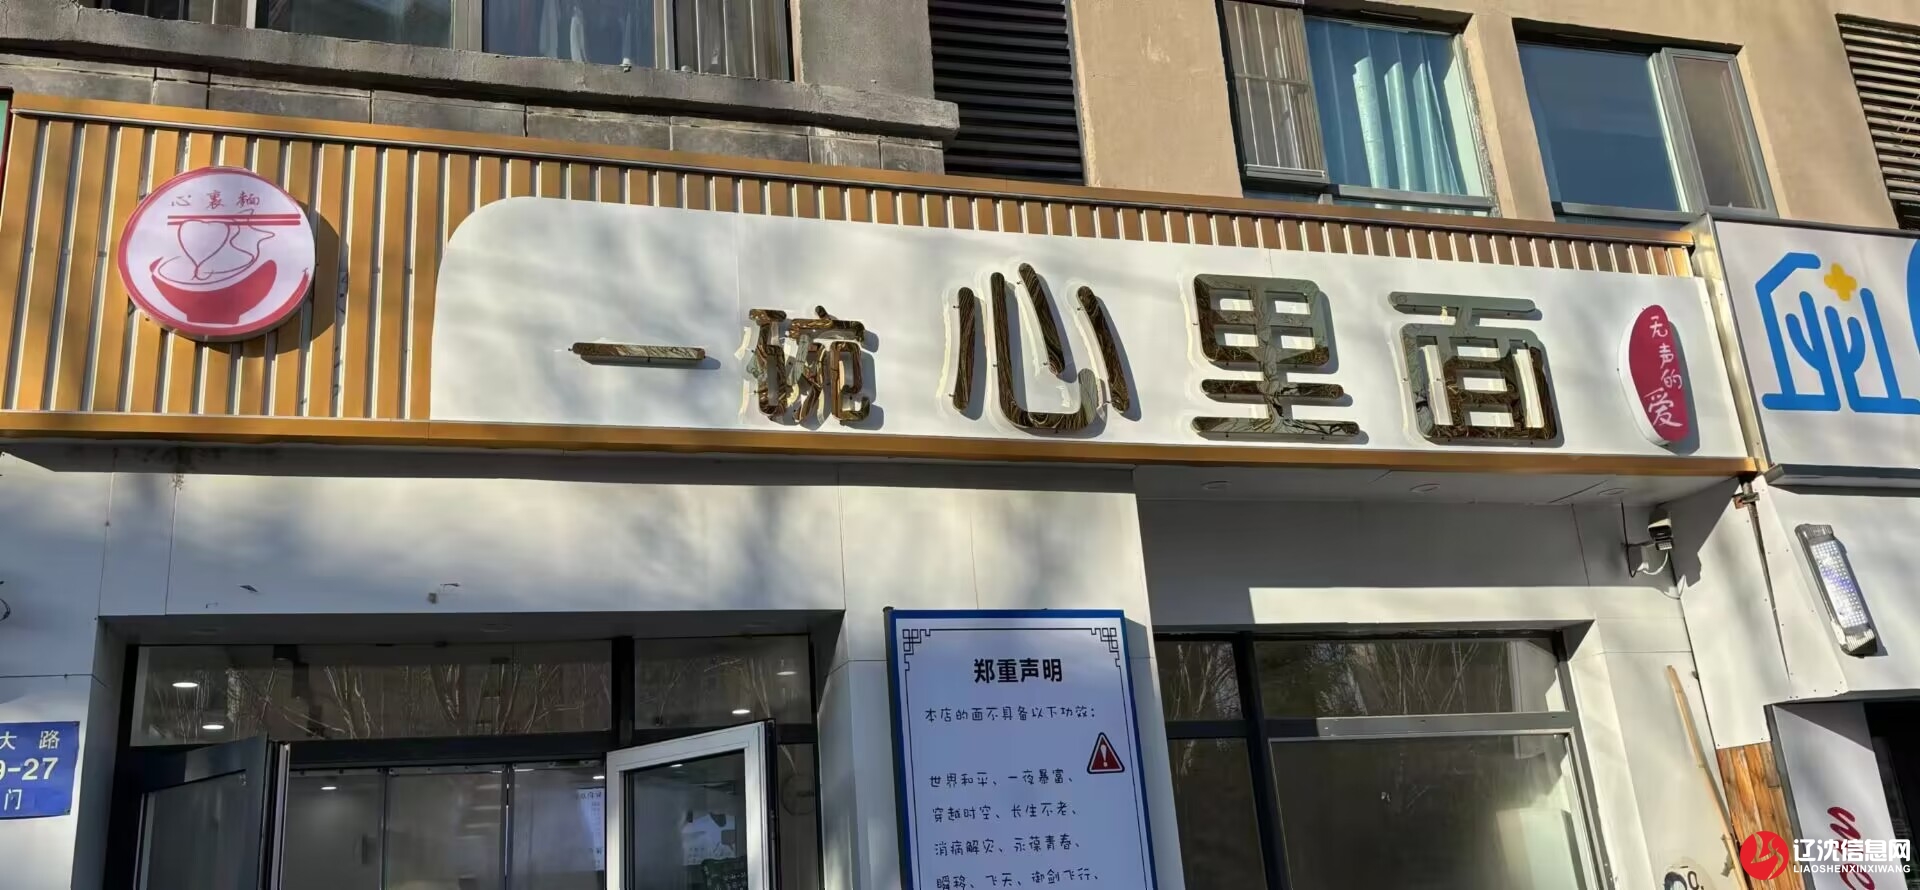 心裏麵
一碗心里面
无声的爱
郑重声明
本店的面不具备以下功效：
世界和平、一夜暴富、
穿越时空、长生不老、
消病解灾、永葆青春、
瞬移、飞天、御剑飞行、
大路
9-27
门
辽沈信息网
LIAOSHENXINXIWANG